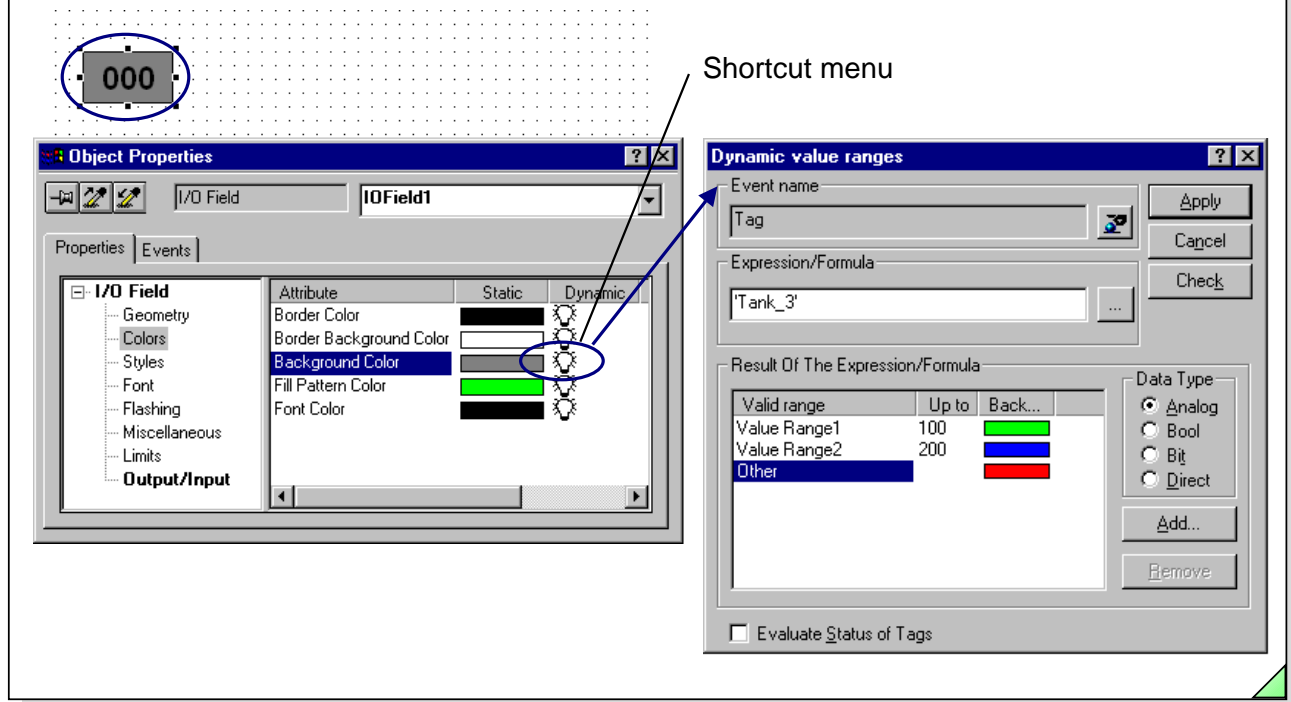 000
Shortcut menu
Object Properties
I/O Field
IOField1
Properties
Events
I/O Field
Geometry
Colors
Styles
Font
Flashing
Miscellaneous
Limits
Output/Input
Attribute Static Dynamic
Border Color
Border Background Color
Background Color
Fill Pattern Color
Font Color
Dynamic value ranges
Event name
Tag
Expression/Formula
'Tank_3'
...
Apply
Cancel
Check
Result Of The Expression/Formula
Valid range Up to Back...
Value Range1 100
Value Range2 200
Other
Data Type
Analog
Bool
Bit
Direct
Add...
Remove
Evaluate Status of Tags